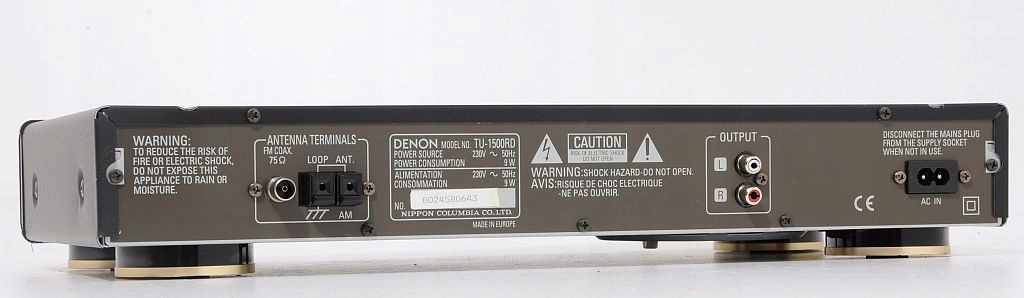 WARNING:
TO REDUCE THE RISK OF
FIRE OR ELECTRIC SHOCK,
DO NOT EXPOSE THIS
APPLIANCE TO RAIN OR
MOISTURE.
ANTENNA TERMINALS
FM COAX.
75Ω
LOOP ANT.
AM
DENON MODEL NO. TU-1500RD
POWER SOURCE 230V ~ 50Hz
POWER CONSUMPTION 9 W
ALIMENTATION 230V ~ 50Hz
CONSOMMATION 9 W
NO. 8024580643
NIPPON COLUMBIA CO.,LTD.
MADE IN EUROPE
CAUTION
RISK OF ELECTRIC SHOCK
DO NOT OPEN
WARNING:SHOCK HAZARD-DO NOT OPEN.
AVIS:RISQUE DE CHOC ELECTRIQUE
-NE PAS OUVRIR.
OUTPUT
L
R
DISCONNECT THE MAINS PLUG
FROM THE SUPPLY SOCKET
WHEN NOT IN USE.
AC IN
CE